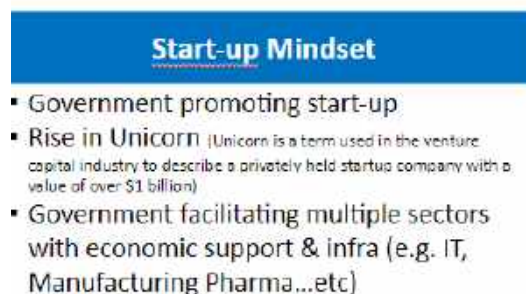 Start-up Mindset
▪ Government promoting start-up
▪ Rise in Unicorn (Unicorn is a term used in the venture
capital industry to describe a privately held startup company with a
value of over $1 billion)
▪ Government facilitating multiple sectors
with economic support & infra (e.g. IT,
Manufacturing Pharma...etc)